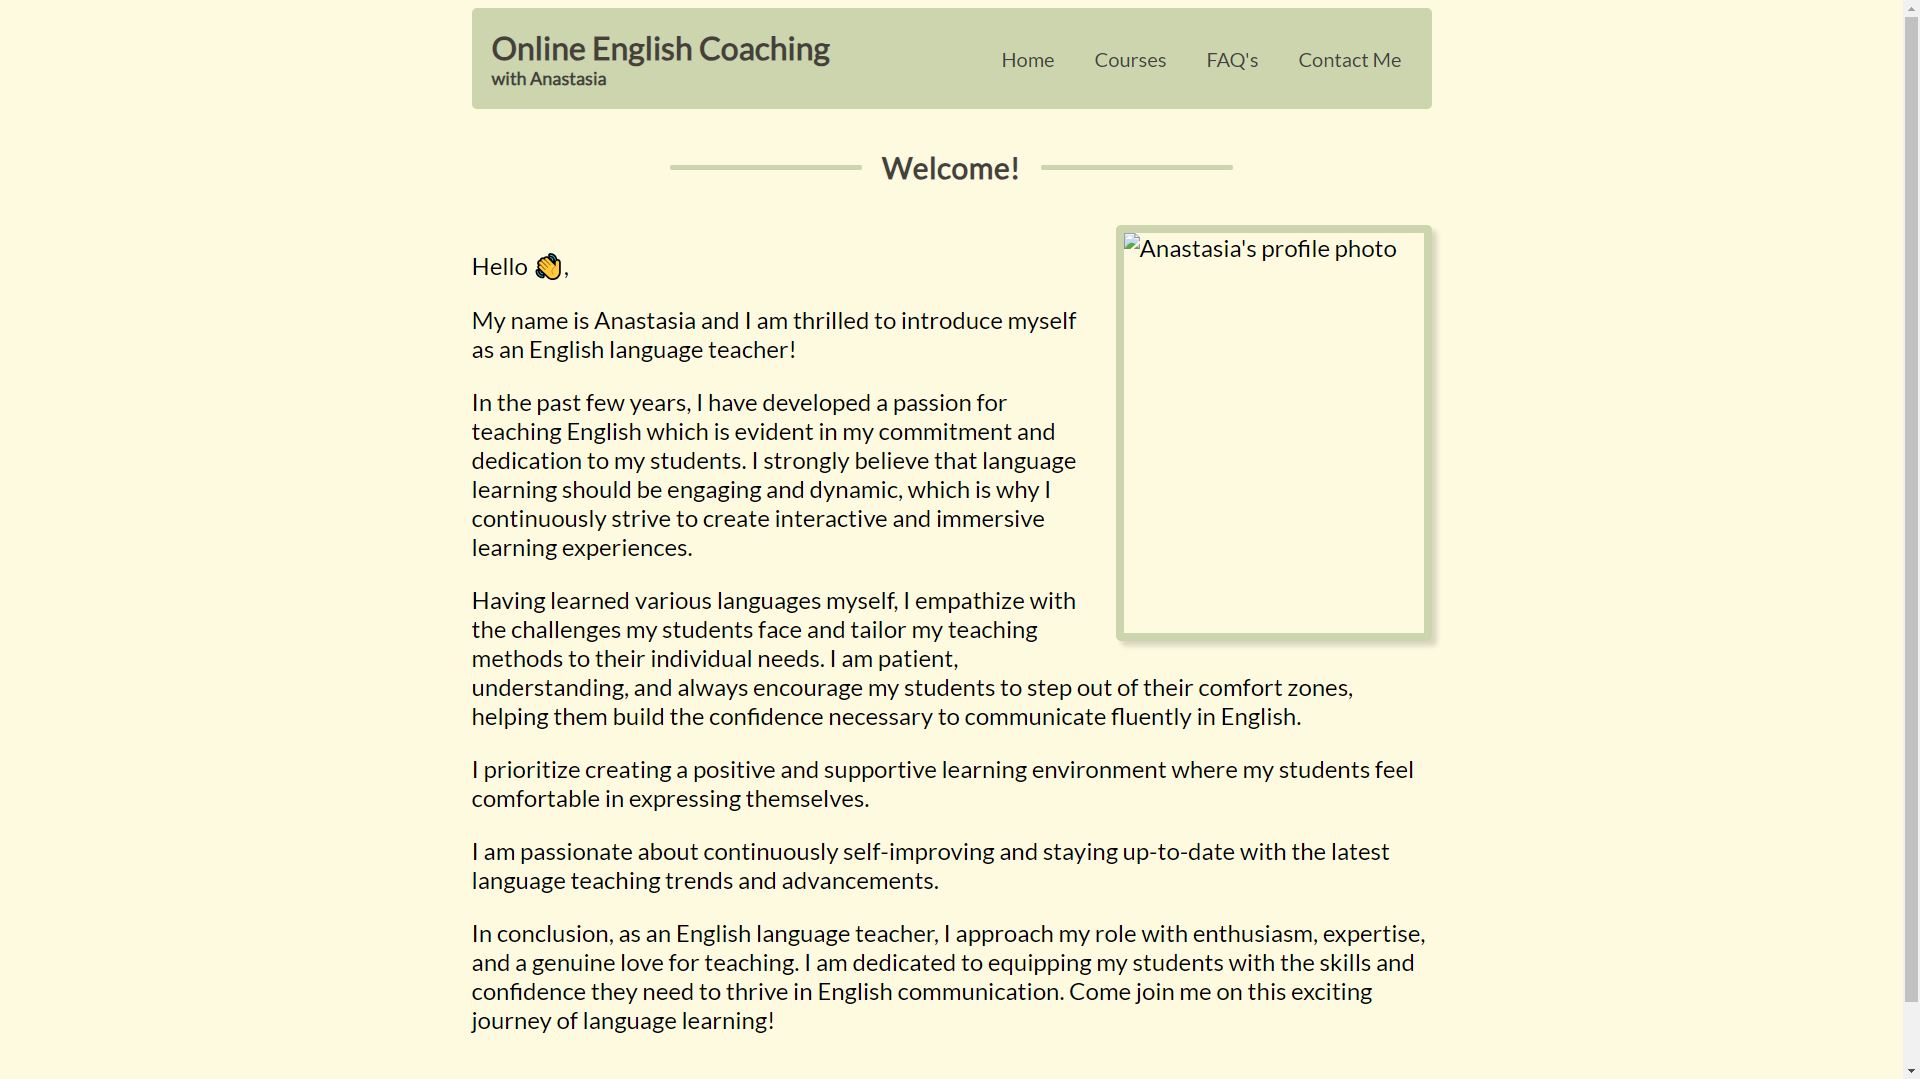 Online English Coaching
with Anastasia
Home Courses FAQ's Contact Me
Welcome!
Anastasia's profile photo
Hello 👏,
My name is Anastasia and I am thrilled to introduce myself
as an English language teacher!
In the past few years, I have developed a passion for
teaching English which is evident in my commitment and
dedication to my students. I strongly believe that language
learning should be engaging and dynamic, which is why I
continuously strive to create interactive and immersive
learning experiences.
Having learned various languages myself, I empathize with
the challenges my students face and tailor my teaching
methods to their individual needs. I am patient,
understanding, and always encourage my students to step out of their comfort zones,
helping them build the confidence necessary to communicate fluently in English.
I prioritize creating a positive and supportive learning environment where my students feel
comfortable in expressing themselves.
I am passionate about continuously self-improving and staying up-to-date with the latest
language teaching trends and advancements.
In conclusion, as an English language teacher, I approach my role with enthusiasm, expertise,
and a genuine love for teaching. I am dedicated to equipping my students with the skills and
confidence they need to thrive in English communication. Come join me on this exciting
journey of language learning!